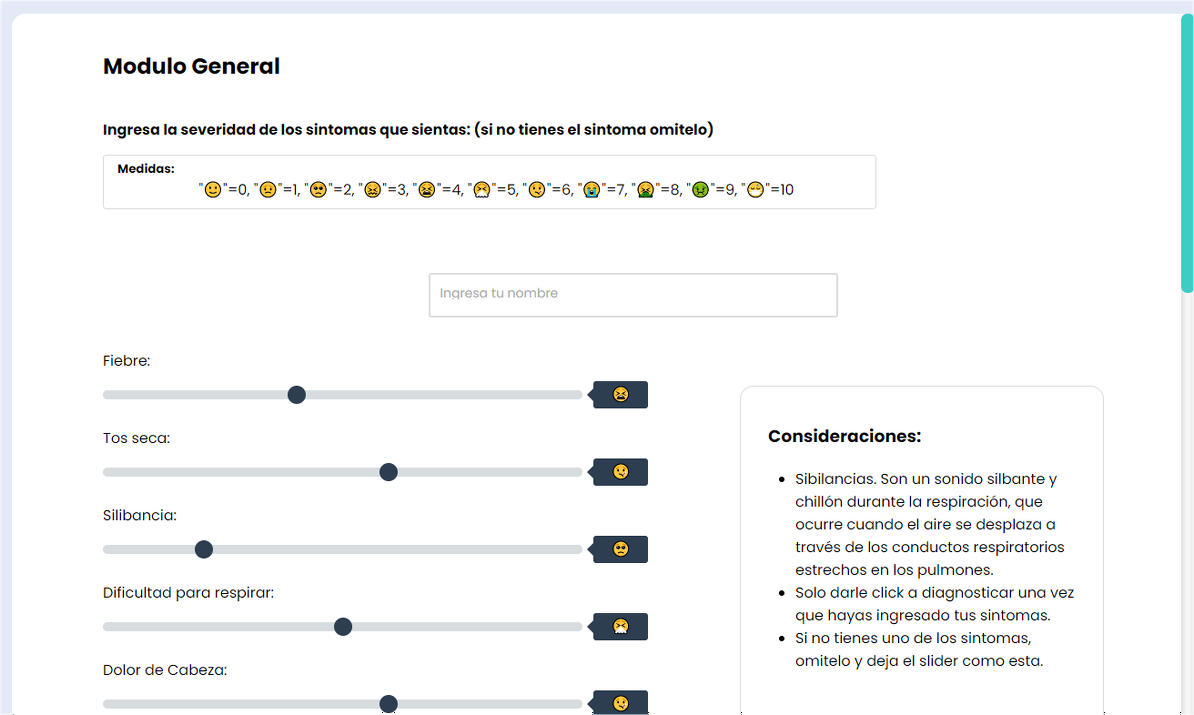 Modulo General
Ingresa la severidad de los sintomas que sientas: (si no tienes el sintoma omitelo)
Medidas:
"🙂"=0, "🙁"=1, "🥺"=2, "😖"=3, "😫"=4, "🤧"=5, "🤨"=6, "😭"=7, "🤮"=8, "🤢"=9, "😷"=10
Ingresa tu nombre
Fiebre:
Tos seca:
Silibancia:
Dificultad para respirar:
Dolor de Cabeza:
Consideraciones:
Sibilancias. Son un sonido silbante y
chillón durante la respiración, que
ocurre cuando el aire se desplaza a
través de los conductos respiratorios
estrechos en los pulmones.
Solo darle click a diagnosticar una vez
que hayas ingresado tus sintomas.
Si no tienes uno de los sintomas,
omitelo y deja el slider como esta.